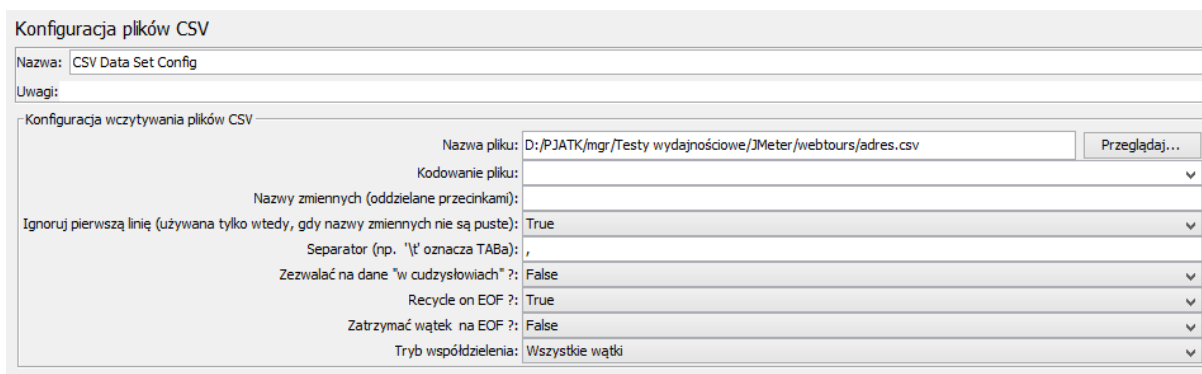 Konfiguracja plików CSV
Nazwa: CSV Data Set Config
Uwagi:
Konfiguracja wczytywania plików CSV
Nazwa pliku: D:/PJATK/mgr/Testy wydajnościowe/JMeter/webtours/adres.csv Przeglądaj...
Kodowanie pliku:
Nazwy zmiennych (oddzielane przecinkami):
Ignoruj pierwszą linię (używana tylko wtedy, gdy nazwy zmiennych nie są puste): True
Separator (np. '\t' oznacza TABa): ,
Zezwalać na dane "w cudzysłowiach" ?: False
Recycle on EOF ?: True
Zatrzymać wątek na EOF ?: False
Tryb współdzielenia: Wszystkie wątki